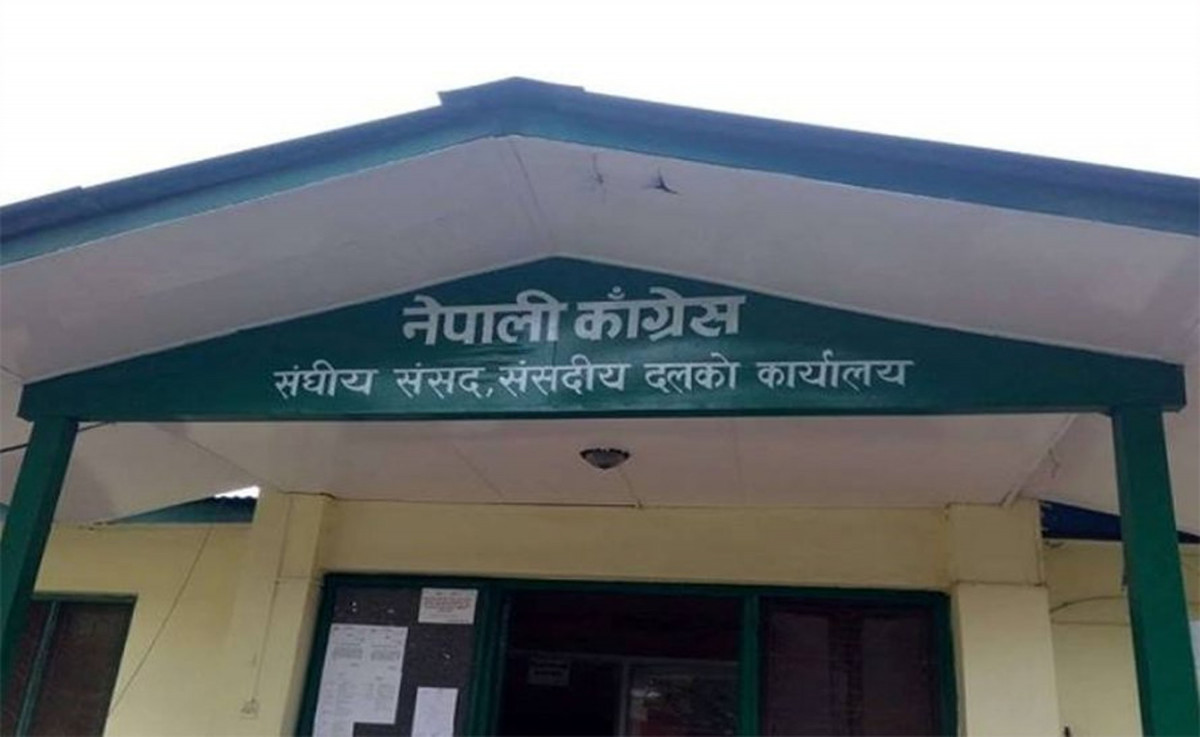 नेपाली काँग्रेस
संघीय संसद, संसदीय दलको कार्यालय